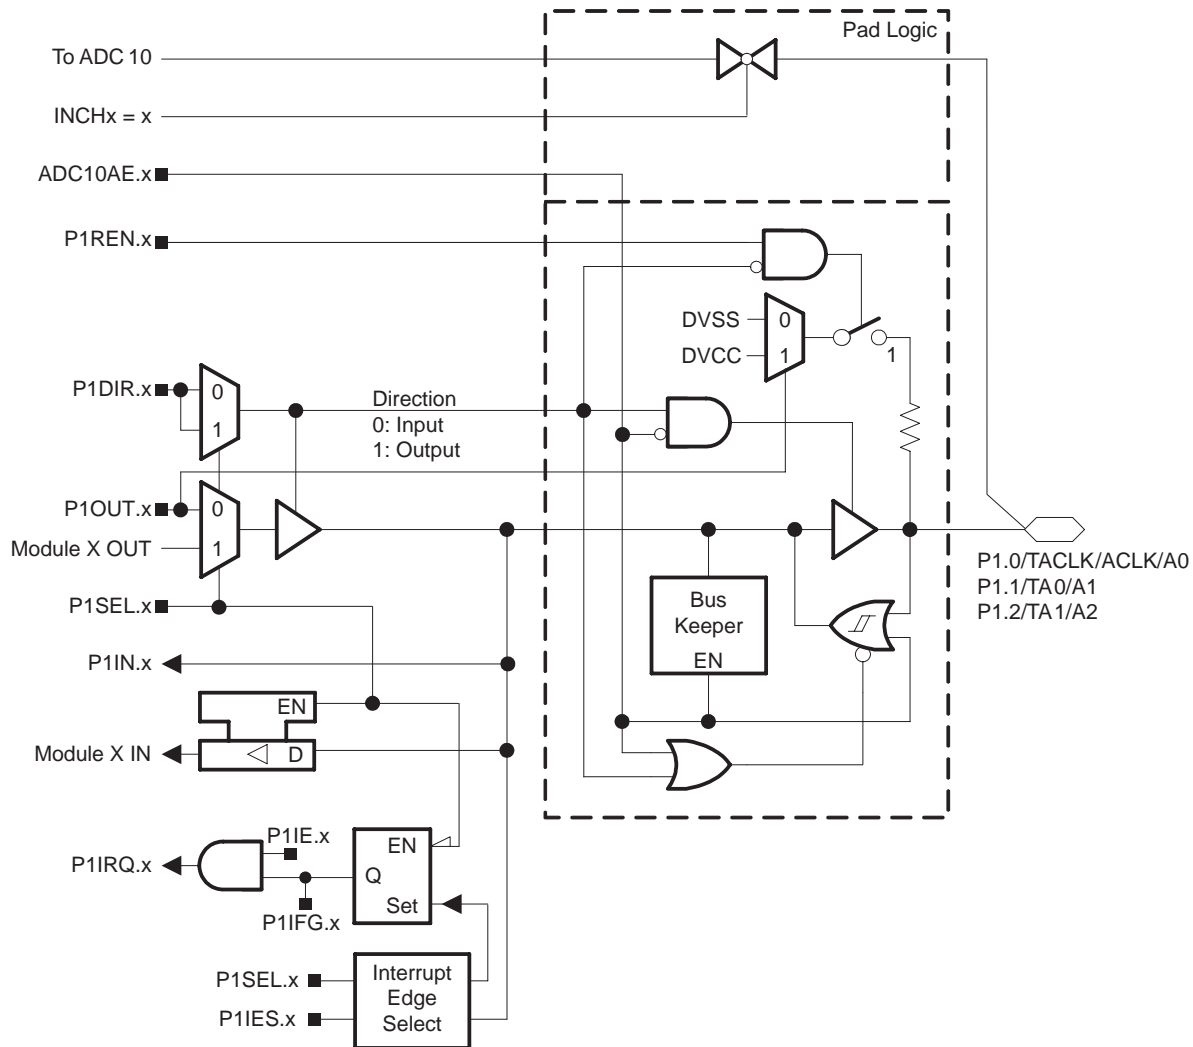 Pad Logic
To ADC 10
INCHx = x
ADC10AE.x
P1REN.x
DVSS
0
DVCC
1
1
P1DIR.x
0
1
Direction
0: Input
1: Output
P1OUT.x
0
Module X OUT
1
P1.0/TACLK/ACLK/A0
P1.1/TA0/A1
P1.2/TA1/A2
P1SEL.x
Bus
Keeper
EN
P1IN.x
EN
Module X IN
D
P1IE.x
P1IRQ.x
EN
Q
Set
P1IFG.x
P1SEL.x
P1IES.x
Interrupt
Edge
Select